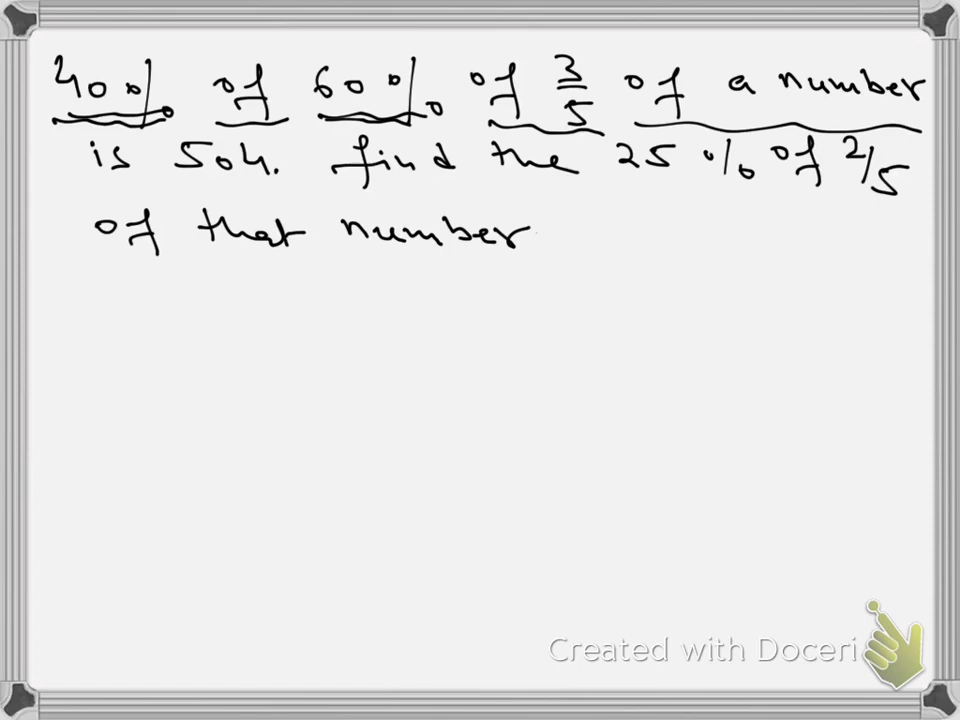 40% of 60% of 3/5 of a number
is 504. find the 25% of 2/5
of that number
Created with Doceri